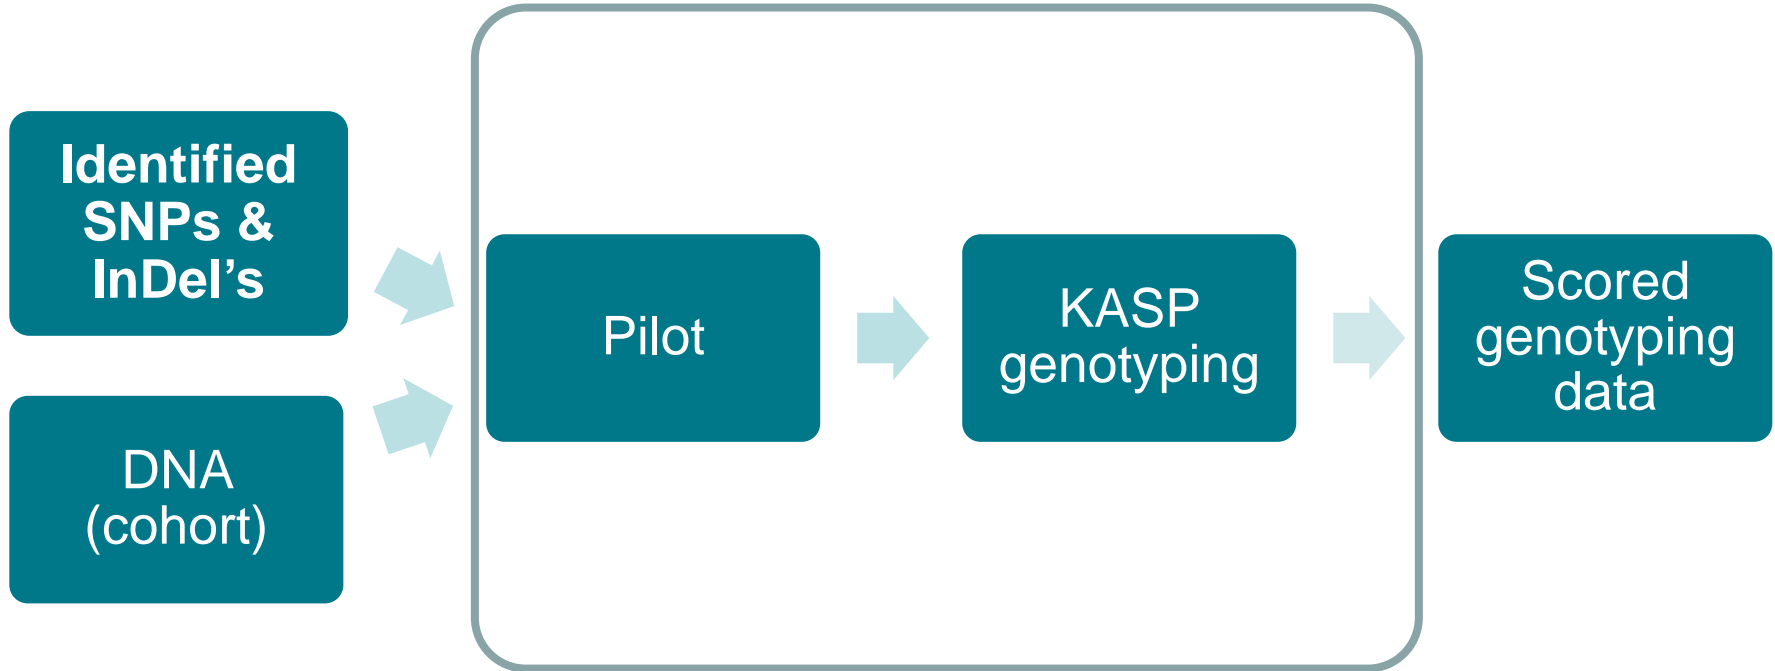 Identified
SNPs &
InDel’s
DNA
(cohort)
Pilot
KASP
genotyping
Scored
genotyping
data